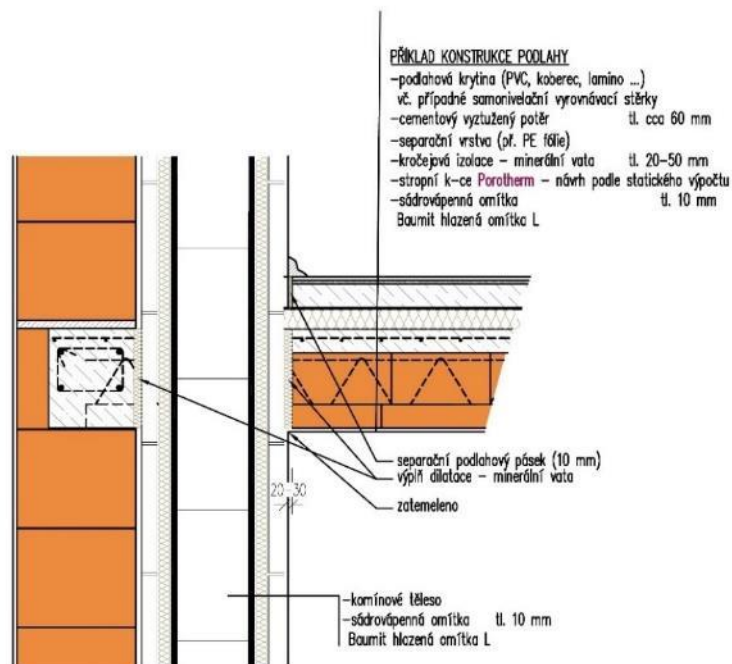 PŘÍKLAD KONSTRUKCE PODLAHY
-podlahová krytina (PVC, koberec, lamino ...)
vč. případné samonivelační vyrovnávací stěrky
-cementový vyztužený potěr tl. cca 60 mm
-separační vrstva (př. PE fólie)
-kročejová izolace - minerální vata tl. 20-50 mm
-stropní k-ce Porotherm - návrh podle statického výpočtu
-sádrovápenná omítka tl. 10 mm
Baumit hlazená omítka L
separační podlahový pásek (10 mm)
výplň dilatace - minerální vata
20-30
zatemeleno
-komínové těleso
-sádrovápenná omítka tl. 10 mm
Baumit hlazená omítka L